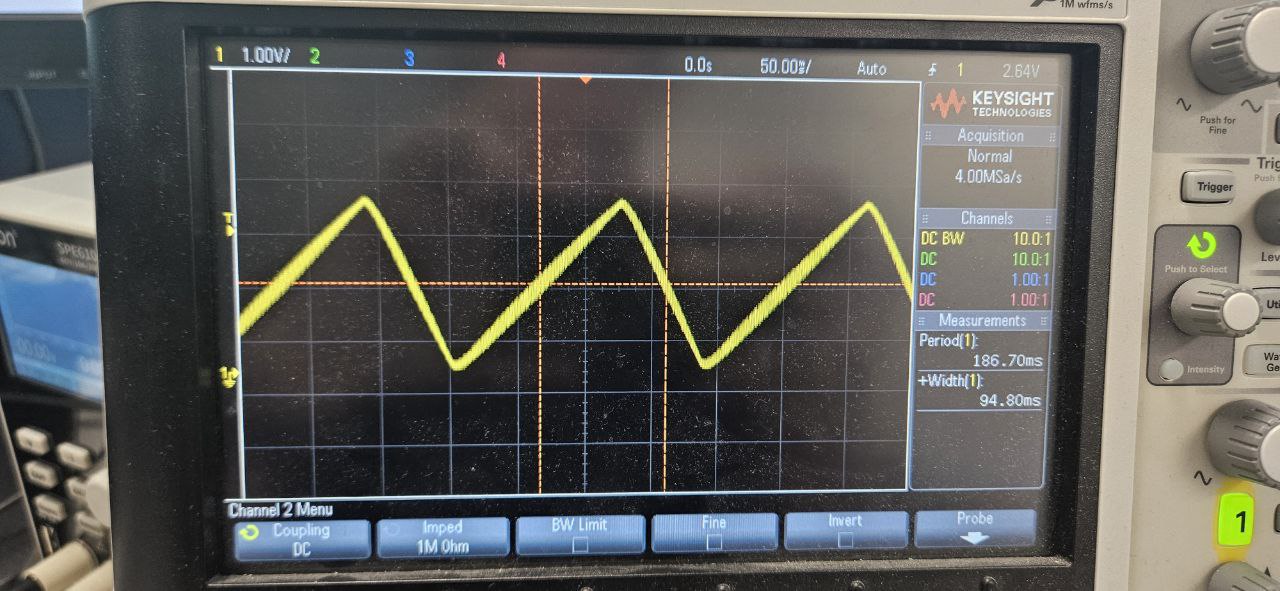 1M wfms/s
1 1.00V/ 2 3 4 0.0s 50.00ms/ Auto 1 2.64V
KEYSIGHT
TECHNOLOGIES
Acquisition
Normal
4.00MSa/s
Channels
DC BW 10.0:1
DC 10.0:1
DC 1.00:1
DC 1.00:1
Measurements
Period(1):
186.70ms
+Width(1):
94.80ms
T
Channel 2 Menu
Coupling
DC
Imped
1M Ohm
BW Limit
Fine
Invert
Probe
Push for
Fine
Trigger
Push to Select
Intensity
1